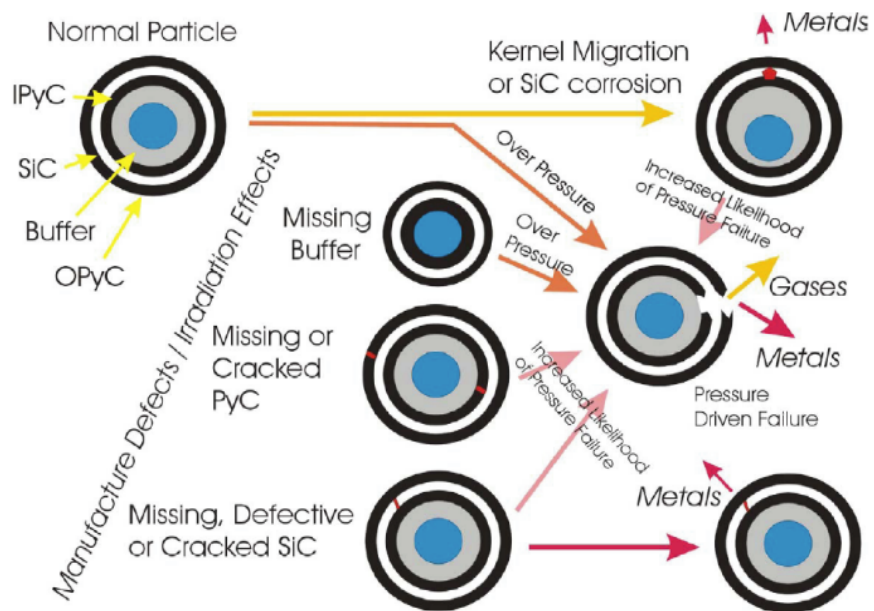 Normal Particle
IPyC
SiC
Buffer
OPyC
Manufacture Defects / Irradiation Effects
Kernel Migration
or SiC corrosion
Metals
Over Pressure
Increased Likelihood
of Pressure Failure
Missing
Buffer
Over
Pressure
Gases
Metals
Missing or
Cracked
PyC
Increased Likelihood
of Pressure Failure
Pressure
Driven Failure
Missing, Defective
or Cracked SiC
Metals